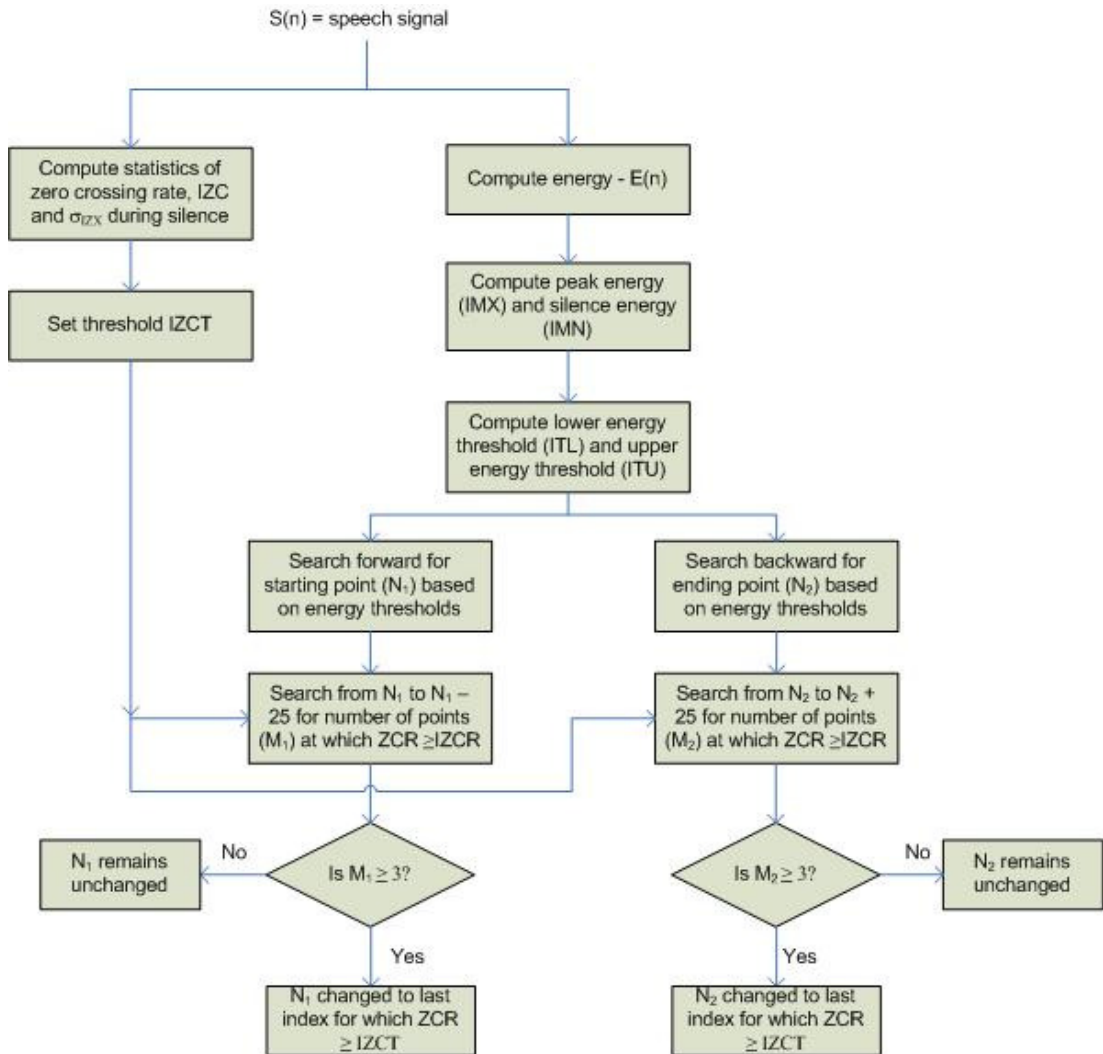 S(n) = speech signal
Compute statistics of
zero crossing rate, IZC
and σIZX during silence
Compute energy - E(n)
Set threshold IZCT
Compute peak energy
(IMX) and silence energy
(IMN)
Compute lower energy
threshold (ITL) and upper
energy threshold (ITU)
Search forward for
starting point (N₁) based
on energy thresholds
Search backward for
ending point (N₂) based
on energy thresholds
Search from N₁ to N₁ –
25 for number of points
(M₁) at which ZCR ≥IZCR
Search from N₂ to N₂ +
25 for number of points
(M₂) at which ZCR ≥IZCR
N₁ remains
unchanged
No
Is M₁ ≥ 3?
Is M₂ ≥ 3?
No
N₂ remains
unchanged
Yes
Yes
N₁ changed to last
index for which ZCR
≥ IZCT
N₂ changed to last
index for which ZCR
≥ IZCT